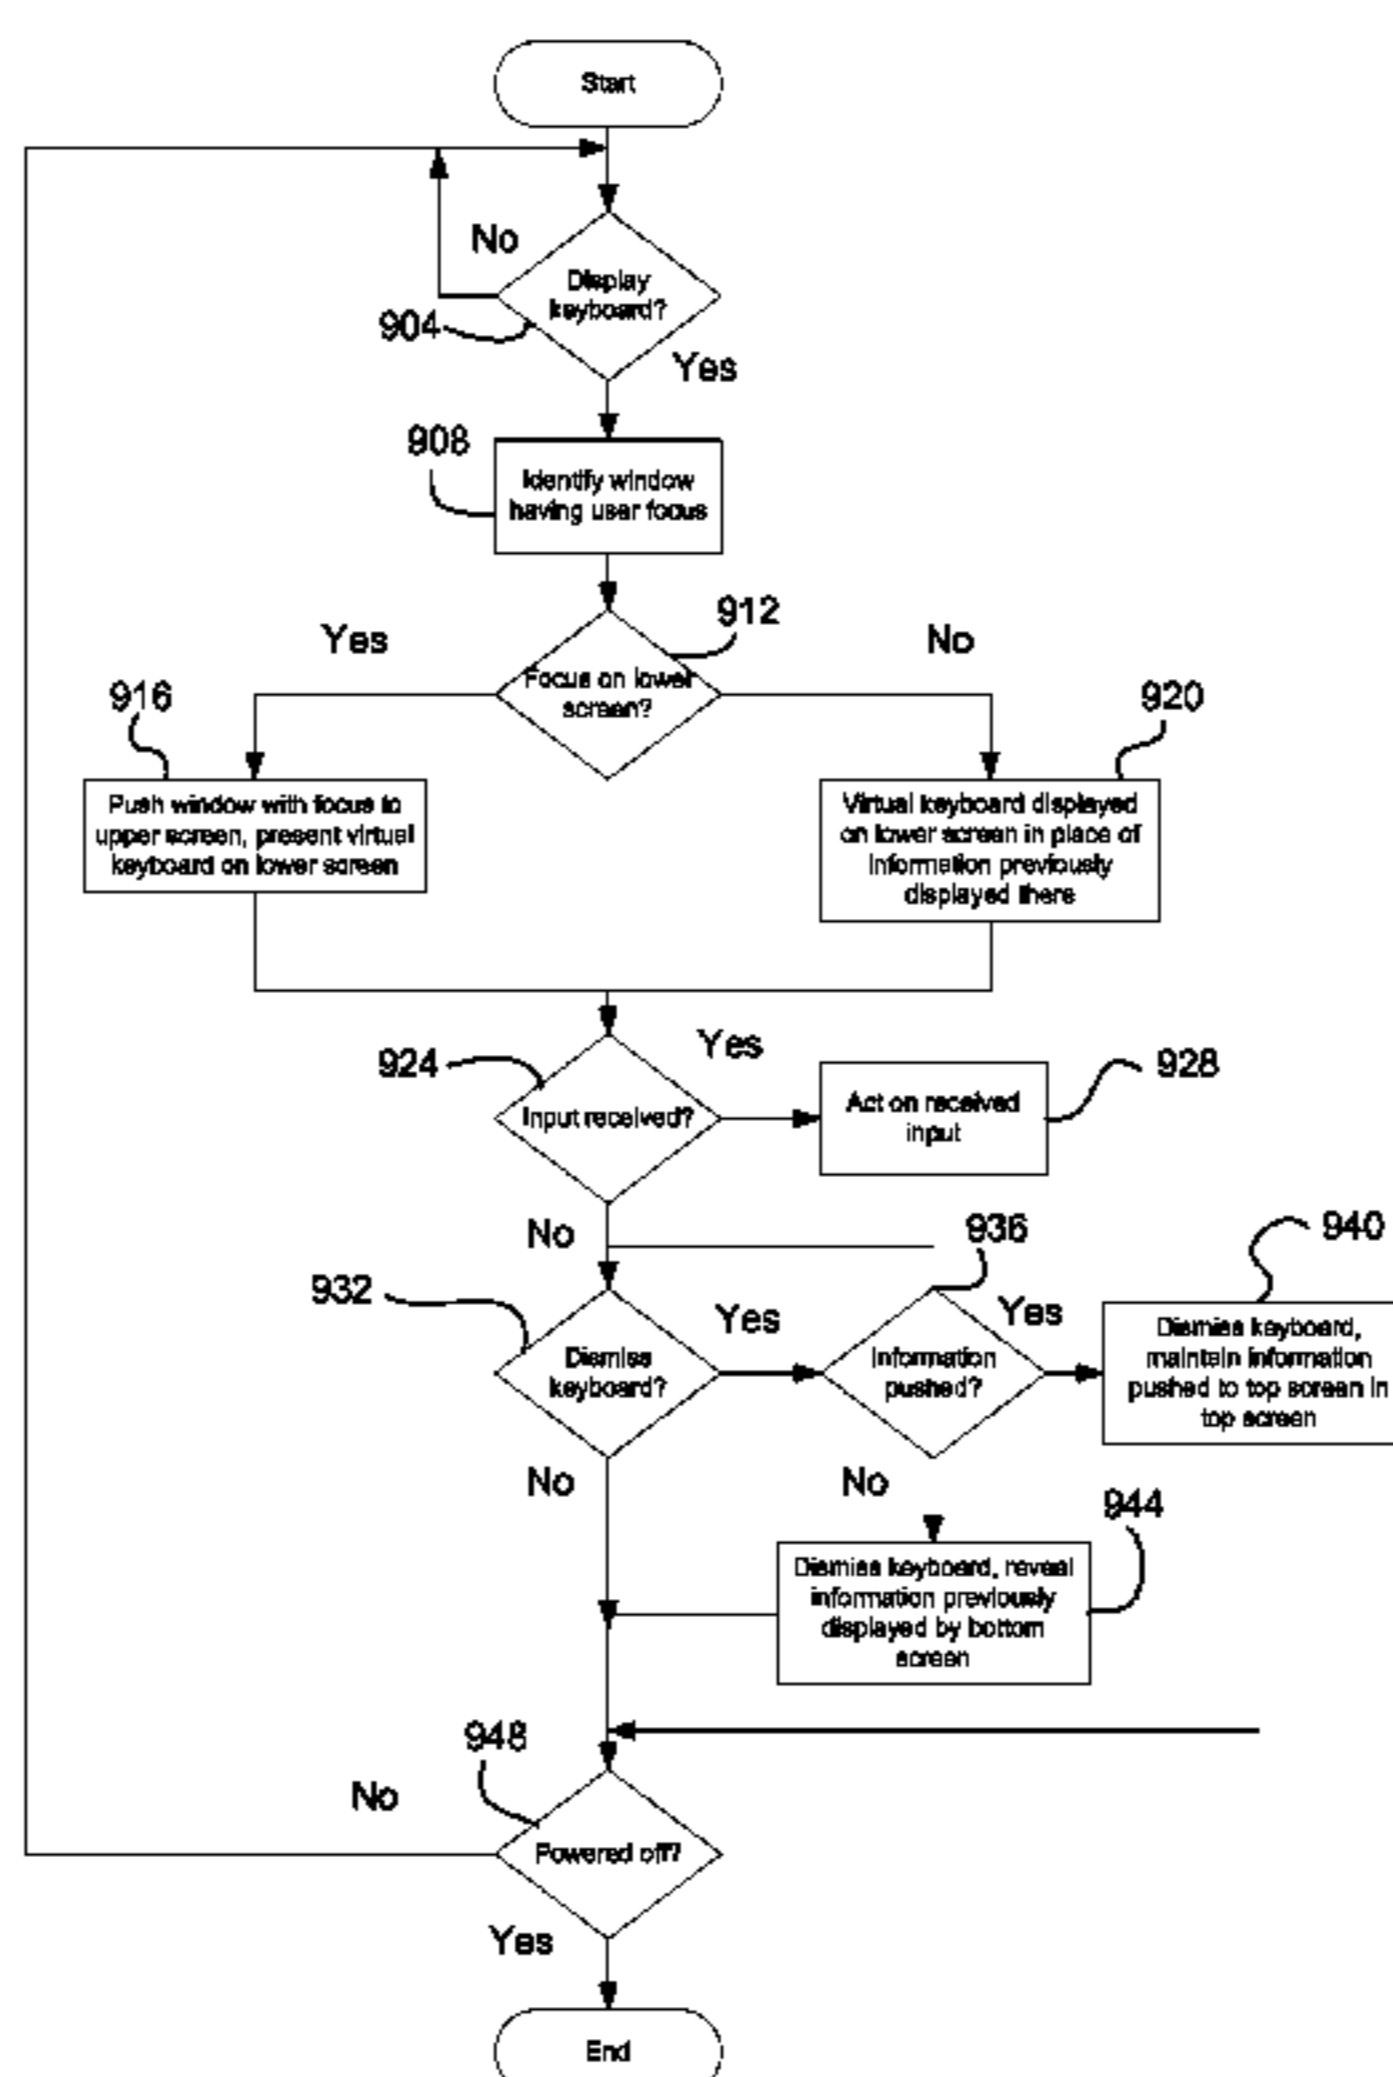 Start
No
Display
keyboard?
904
Yes
908
Identify window
having user focus
912
Yes
No
Focus on lower
screen?
916
920
Push window with focus to
upper screen, present virtual
keyboard on lower screen
Virtual keyboard displayed
on lower screen in place of
information previously
displayed there
Yes
924
928
Input received?
Act on received
input
No
936
940
932
Yes
Yes
Dismiss
keyboard?
Information
pushed?
Dismiss keyboard,
maintain information
pushed to top screen in
top screen
No
No
944
Dismiss keyboard, reveal
information previously
displayed by bottom
screen
948
No
Powered off?
Yes
End